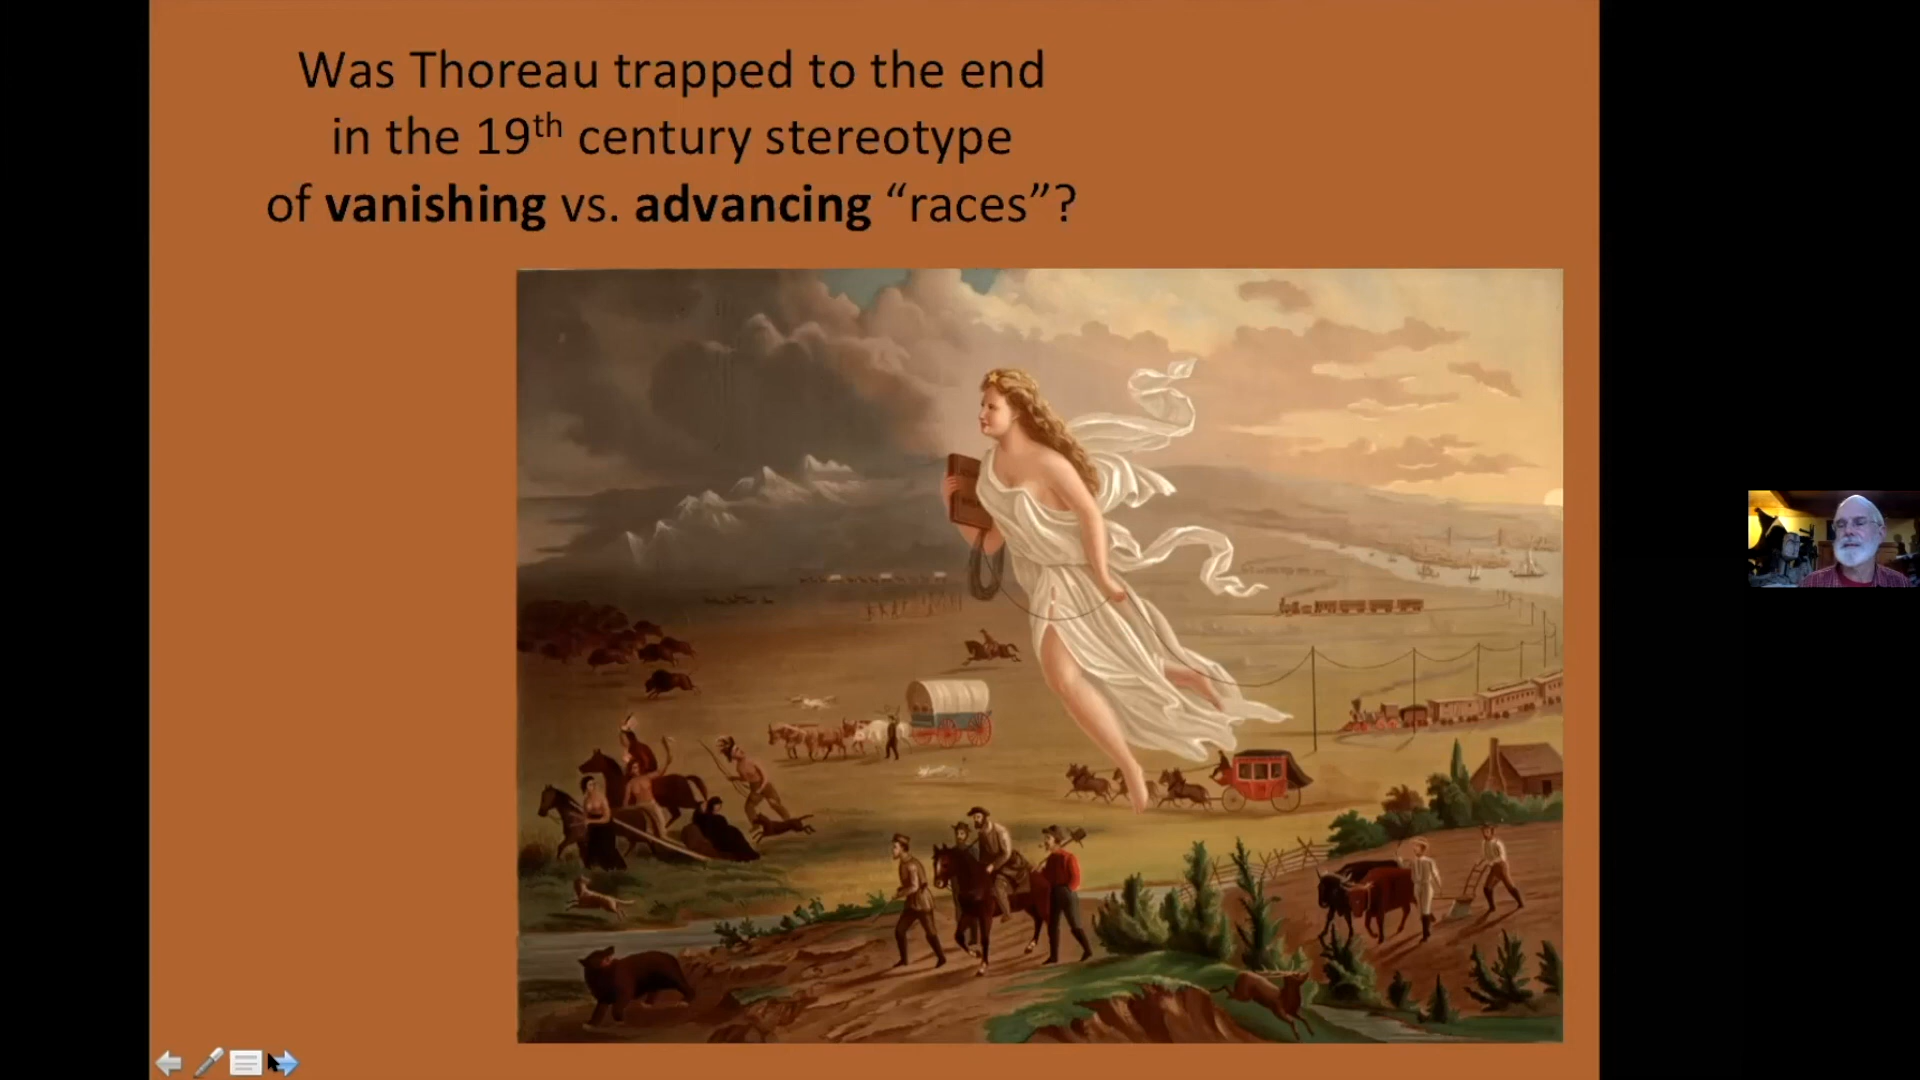 Was Thoreau trapped to the end
in the 19th century stereotype
of vanishing vs. advancing “races”?